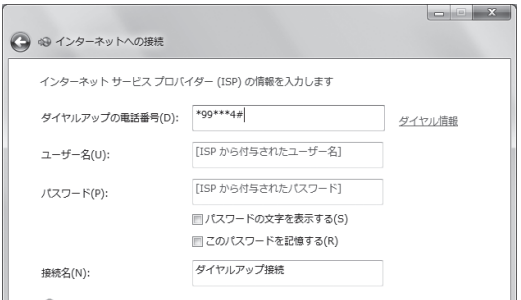 インターネットへの接続
インターネット サービス プロバイダー (ISP) の情報を入力します
ダイヤルアップの電話番号(D): *99***4# ダイヤル情報
ユーザー名(U): [ISP から付与されたユーザー名]
パスワード(P): [ISP から付与されたパスワード]
パスワードの文字を表示する(S)
このパスワードを記憶する(R)
接続名(N): ダイヤルアップ接続